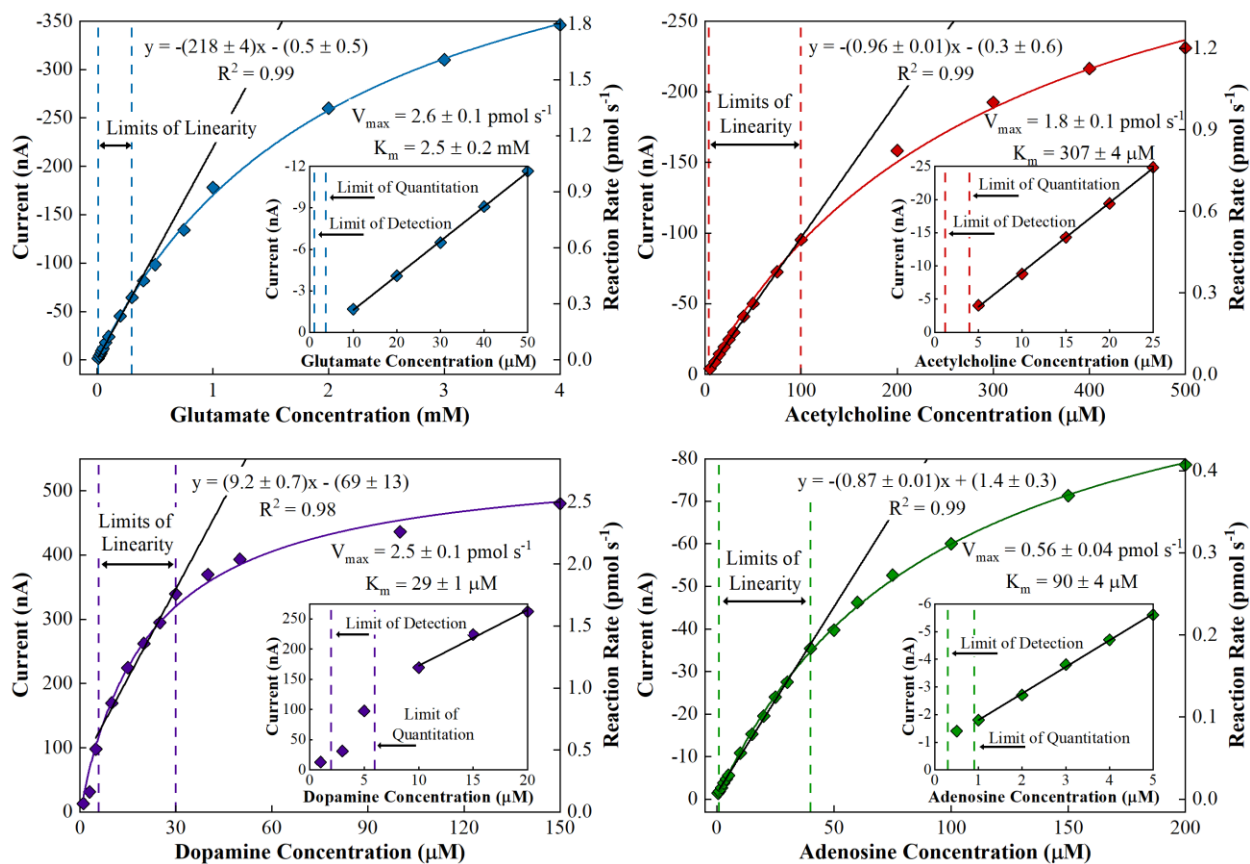 -350
-300
-250
-200
-150
-100
-50
0
Current (nA)
y = -(218 ± 4)x - (0.5 ± 0.5)
R² = 0.99
Limits of Linearity
V_max = 2.6 ± 0.1 pmol s⁻¹
K_m = 2.5 ± 0.2 mM
-12
-9
-6
-3
0
Current (nA)
Limit of Quantitation
Limit of Detection
0 10 20 30 40 50
Glutamate Concentration (μM)
1.8
1.5
1.2
0.9
0.6
0.3
0.0
Reaction Rate (pmol s⁻¹)
0 1 2 3 4
Glutamate Concentration (mM)
-250
-200
-150
-100
-50
0
Current (nA)
y = -(0.96 ± 0.01)x - (0.3 ± 0.6)
R² = 0.99
Limits of
Linearity
V_max = 1.8 ± 0.1 pmol s⁻¹
K_m = 307 ± 4 μM
-25
-20
-15
-10
-5
0
Current (nA)
Limit of Quantitation
Limit of Detection
0 5 10 15 20 25
Acetylcholine Concentration (μM)
1.2
0.9
0.6
0.3
0.0
Reaction Rate (pmol s⁻¹)
0 100 200 300 400 500
Acetylcholine Concentration (μM)
500
400
300
200
100
0
Current (nA)
y = (9.2 ± 0.7)x - (69 ± 13)
R² = 0.98
Limits of
Linearity
V_max = 2.5 ± 0.1 pmol s⁻¹
K_m = 29 ± 1 μM
250
200
150
100
50
0
Current (nA)
Limit of Detection
Limit of
Quantitation
0 5 10 15 20
Dopamine Concentration (μM)
2.5
2.0
1.5
1.0
0.5
0.0
Reaction Rate (pmol s⁻¹)
0 30 60 90 120 150
Dopamine Concentration (μM)
-80
-70
-60
-50
-40
-30
-20
-10
0
Current (nA)
y = -(0.87 ± 0.01)x + (1.4 ± 0.3)
R² = 0.99
Limits of
Linearity
V_max = 0.56 ± 0.04 pmol s⁻¹
K_m = 90 ± 4 μM
-6
-5
-4
-3
-2
-1
0
Current (nA)
Limit of Detection
Limit of Quantitation
0 1 2 3 4 5
Adenosine Concentration (μM)
0.4
0.3
0.2
0.1
0.0
Reaction Rate (pmol s⁻¹)
0 50 100 150 200
Adenosine Concentration (μM)